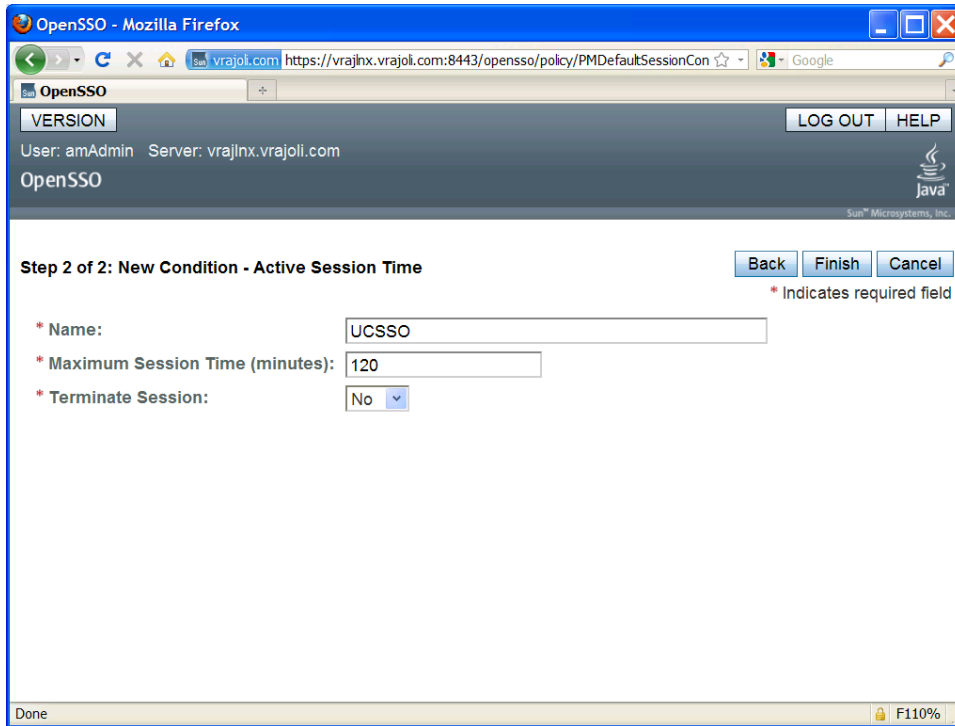 OpenSSO - Mozilla Firefox
vrajoli.com https://vrajlnx.vrajoli.com:8443/opensso/policy/PMDefaultSessionCon Google
Sun OpenSSO
VERSION LOG OUT HELP
User: amAdmin Server: vrajlnx.vrajoli.com
OpenSSO
Java™
Sun™ Microsystems, Inc.
Step 2 of 2: New Condition - Active Session Time Back Finish Cancel
* Indicates required field
* Name: UCSSO
* Maximum Session Time (minutes): 120
* Terminate Session: No
Done F110%